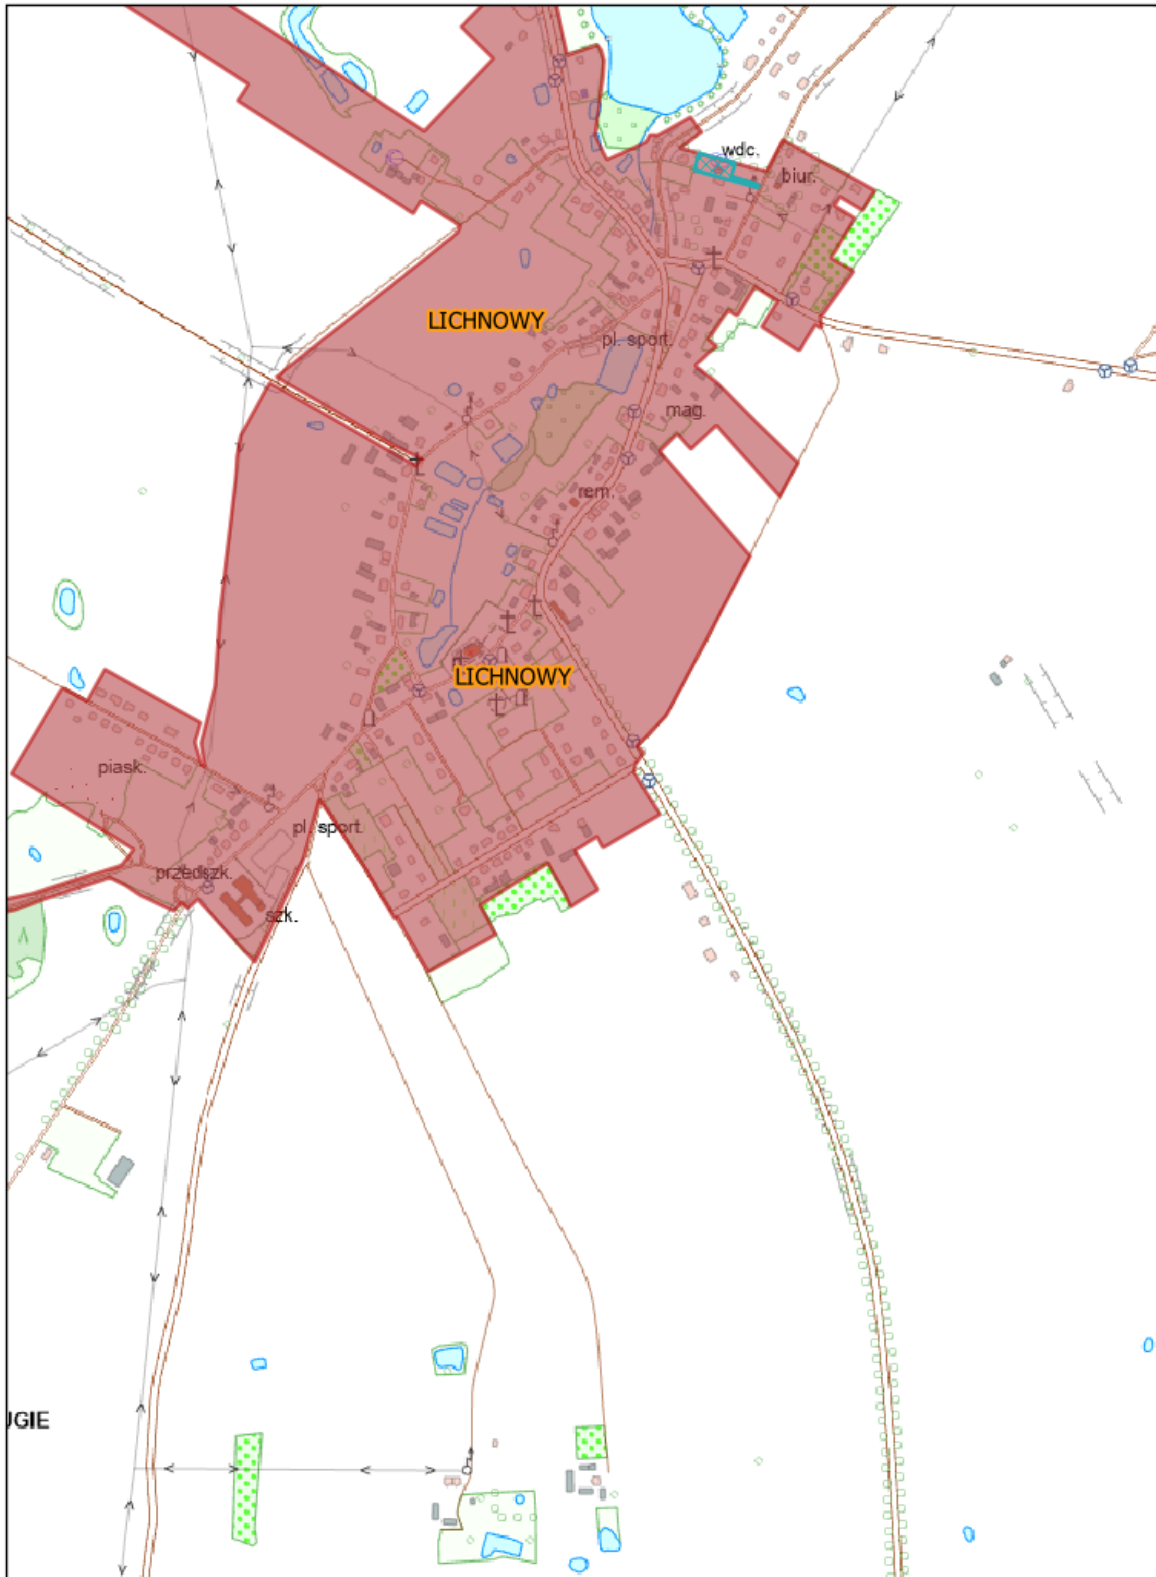 wdc.
biur.
LICHNOWY
pl. sport.
mag.
rem.
LICHNOWY
piask.
pl. sport.
przedszk.
szk.
UGIE